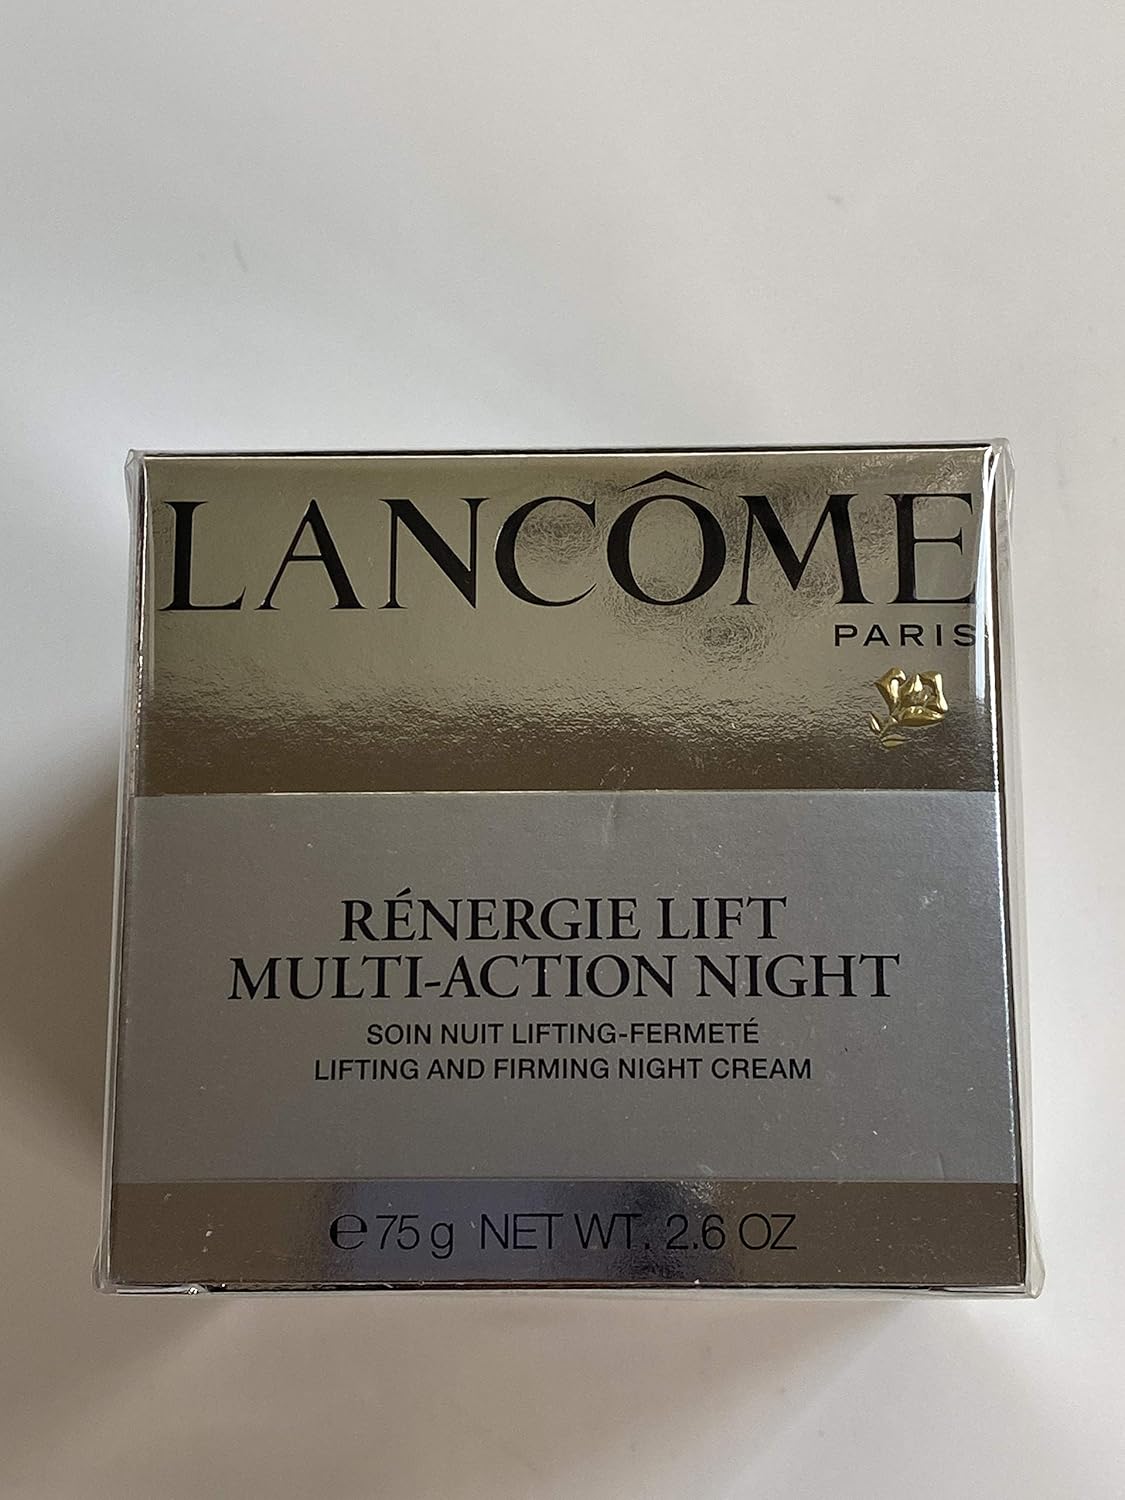 LANCÔME
PARIS
RÉNERGIE LIFT
MULTI-ACTION NIGHT
SOIN NUIT LIFTING-FERMETÉ
LIFTING AND FIRMING NIGHT CREAM
℮75 g NET WT. 2.6 OZ